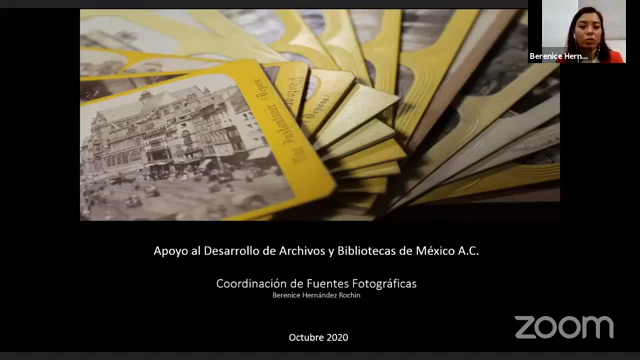 Berenice Hern...
Apoyo al Desarrollo de Archivos y Bibliotecas de México A.C.
Coordinación de Fuentes Fotográficas
Berenice Hernández Rochin
Octubre 2020
zoom